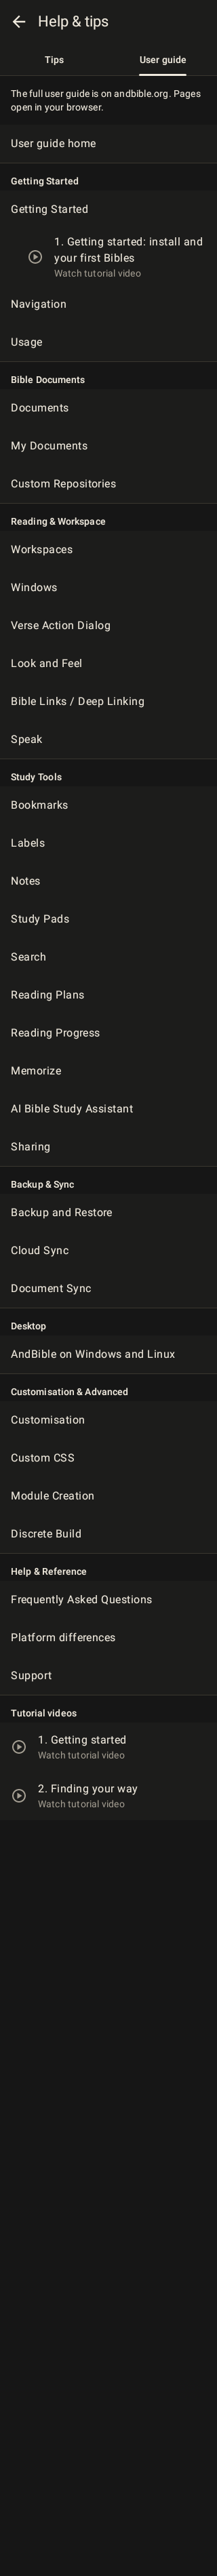 Help & tips
Tips
User guide
The full user guide is on andbible.org. Pages
open in your browser.
User guide home
Getting Started
Getting Started
1. Getting started: install and
your first Bibles
Watch tutorial video
Navigation
Usage
Bible Documents
Documents
My Documents
Custom Repositories
Reading & Workspace
Workspaces
Windows
Verse Action Dialog
Look and Feel
Bible Links / Deep Linking
Speak
Study Tools
Bookmarks
Labels
Notes
Study Pads
Search
Reading Plans
Reading Progress
Memorize
AI Bible Study Assistant
Sharing
Backup & Sync
Backup and Restore
Cloud Sync
Document Sync
Desktop
AndBible on Windows and Linux
Customisation & Advanced
Customisation
Custom CSS
Module Creation
Discrete Build
Help & Reference
Frequently Asked Questions
Platform differences
Support
Tutorial videos
1. Getting started
Watch tutorial video
2. Finding your way
Watch tutorial video